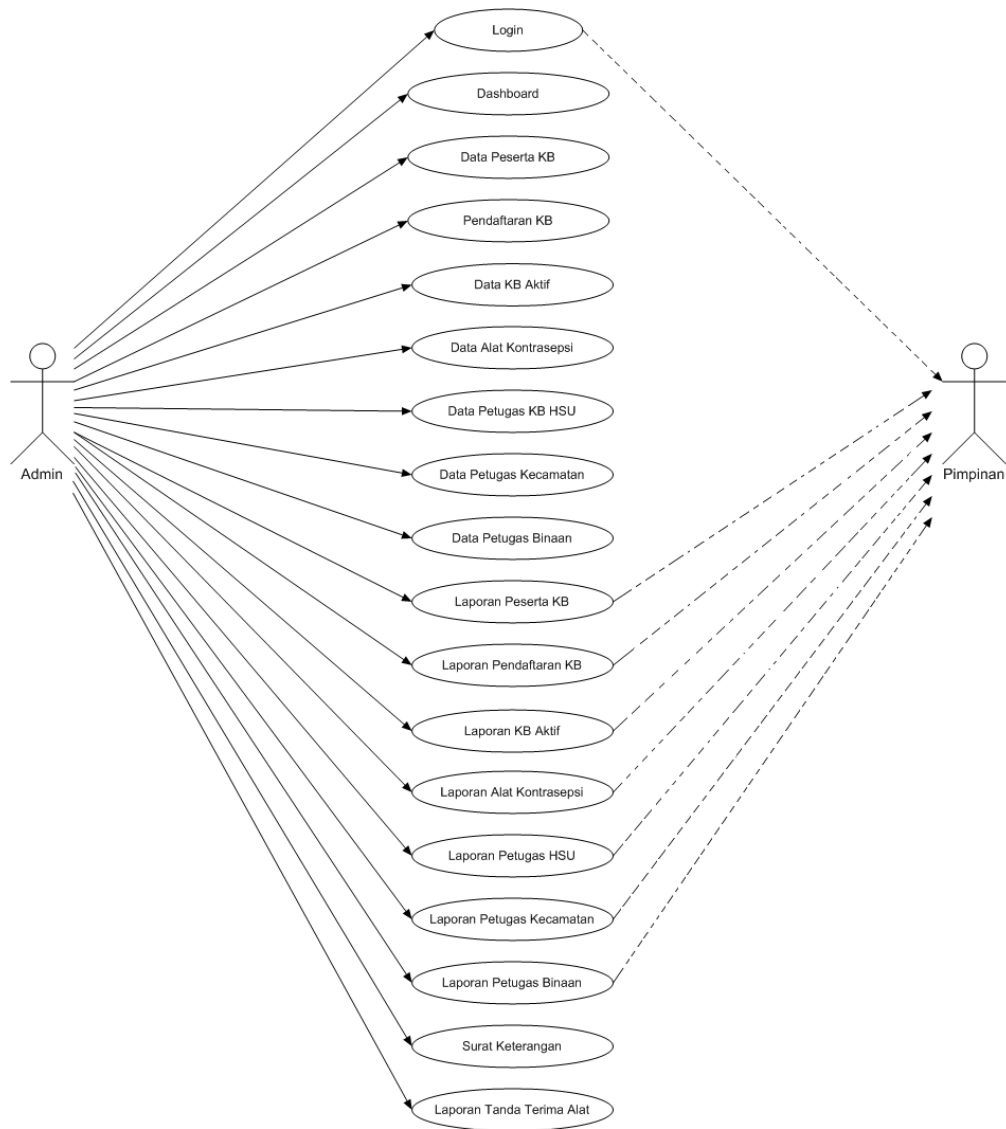 Login
Dashboard
Data Peserta KB
Pendaftaran KB
Data KB Aktif
Data Alat Kontrasepsi
Data Petugas KB HSU
Admin
Pimpinan
Data Petugas Kecamatan
Data Petugas Binaan
Laporan Peserta KB
Laporan Pendaftaran KB
Laporan KB Aktif
Laporan Alat Kontrasepsi
Laporan Petugas HSU
Laporan Petugas Kecamatan
Laporan Petugas Binaan
Surat Keterangan
Laporan Tanda Terima Alat